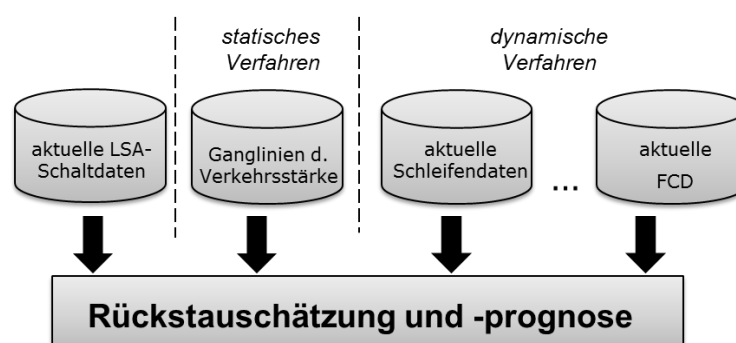 statisches
Verfahren
dynamische
Verfahren
aktuelle LSA-
Schaltdaten
Ganglinien d.
Verkehrsstärke
aktuelle
Schleifendaten
...
aktuelle
FCD
Rückstauschätzung und -prognose